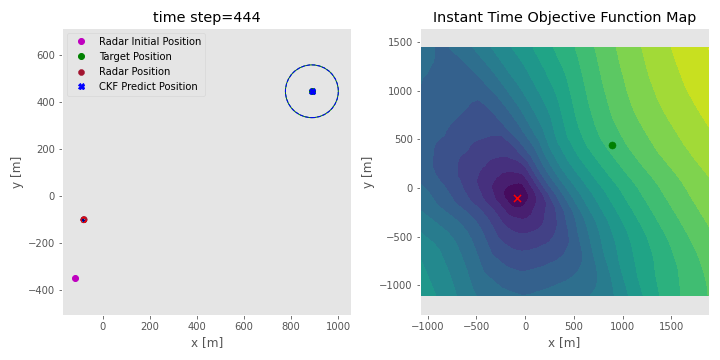 time step=444
Radar Initial Position
Target Position
Radar Position
CKF Predict Position
600
400
200
0
−200
−400
y [m]
0
200
400
600
800
1000
x [m]
Instant Time Objective Function Map
1500
1000
500
0
−500
−1000
y [m]
−1000
−500
0
500
1000
1500
x [m]